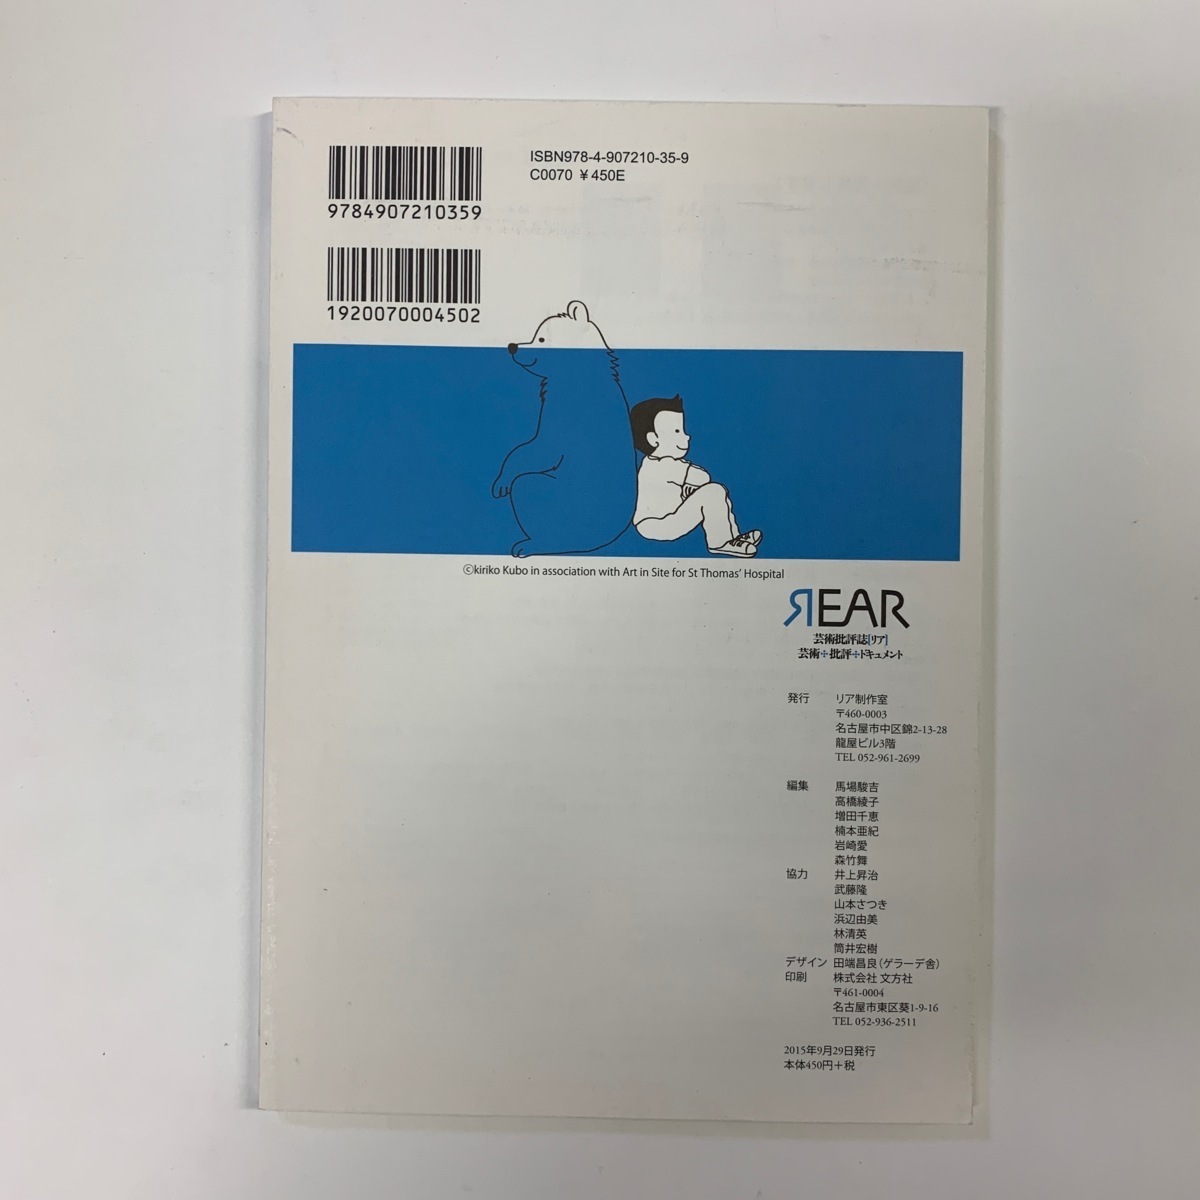 ISBN978-4-907210-35-9
C0070 ¥450E
9784907210359
1920070004502
©kiriko Kubo in association with Art in Site for St Thomas' Hospital
REAR
芸術批評誌[リア]
芸術+批評+ドキュメント
発行 リア制作室
〒460-0003
名古屋市中区錦2-13-28
龍屋ビル3階
TEL 052-961-2699
編集 馬場駿吉
高橋綾子
増田千恵
楠本亜紀
岩崎愛
森竹舞
協力 井上昇治
武藤隆
山本さつき
浜辺由美
林清英
筒井宏樹
デザイン 田端昌良(ゲラーデ舎)
印刷 株式会社 文方社
〒461-0004
名古屋市東区葵1-9-16
TEL 052-936-2511
2015年9月29日発行
本体450円+税